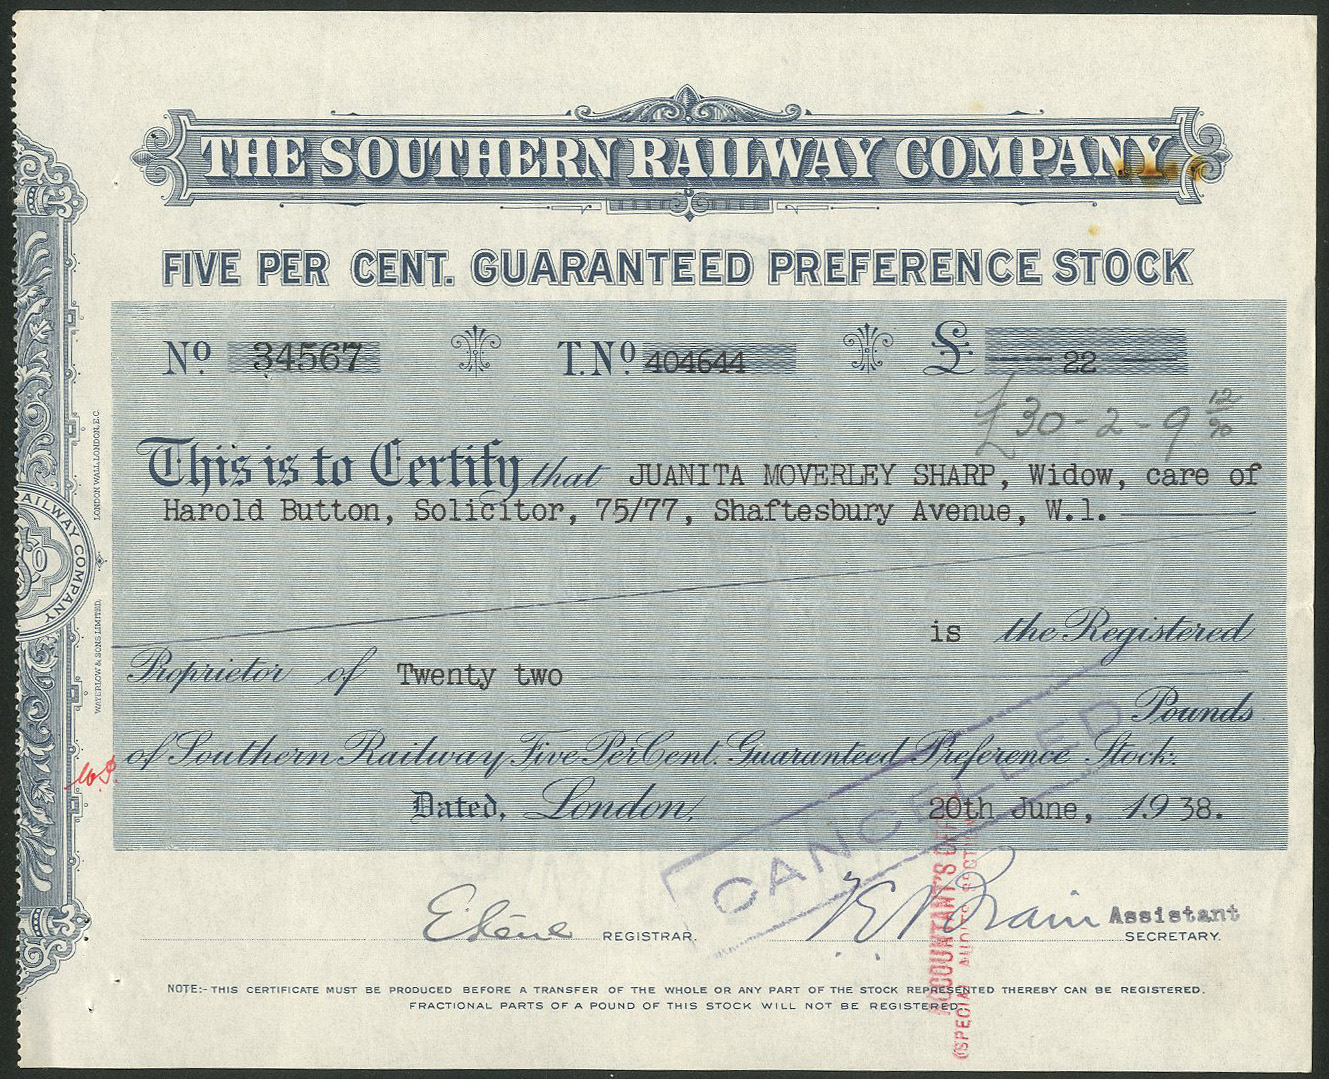 THE SOUTHERN RAILWAY COMPANY
FIVE PER CENT. GUARANTEED PREFERENCE STOCK
No. 34567 T.No. 404644 £ 22
£30-2-9 12/90
This is to Certify that JUANITA MOVERLEY SHARP, Widow, care of
Harold Button, Solicitor, 75/77, Shaftesbury Avenue, W.1.
is the Registered
Proprietor of Twenty two
Pounds
of Southern Railway Five Per Cent. Guaranteed Preference Stock.
Dated, London, 20th June, 1938.
CANCELLED
REGISTRAR. Assistant
SECRETARY.
ACCOUNTANT'S
NOTE:- THIS CERTIFICATE MUST BE PRODUCED BEFORE A TRANSFER OF THE WHOLE OR ANY PART OF THE STOCK REPRESENTED THEREBY CAN BE REGISTERED.
FRACTIONAL PARTS OF A POUND OF THIS STOCK WILL NOT BE REGISTERED.
WATERLOW & SONS LIMITED, LONDON WALL, LONDON, E.C.
RAILWAY COMPANY